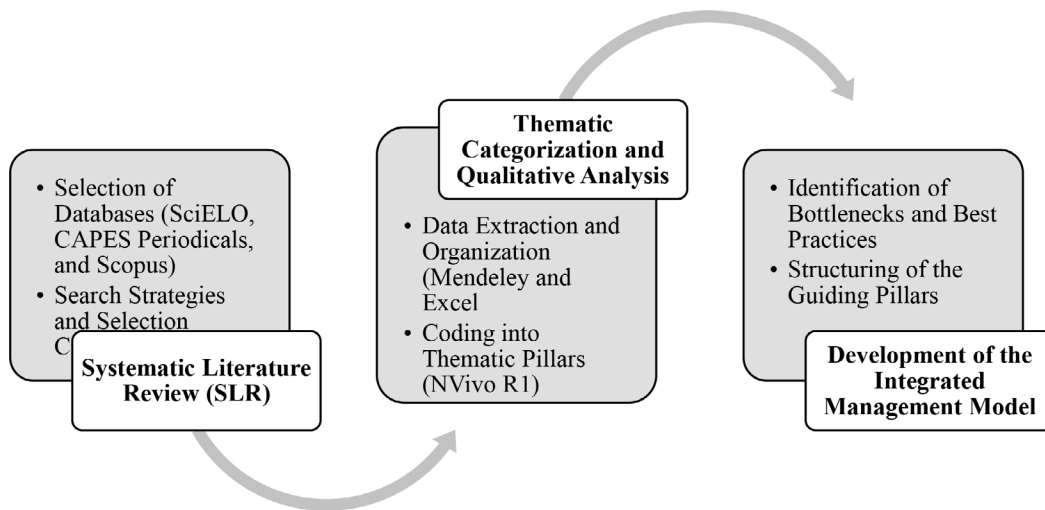 • Selection of
Databases (SciELO,
CAPES Periodicals,
and Scopus)
• Search Strategies
and Selection
Systematic Literature
Review (SLR)
Thematic
Categorization and
Qualitative Analysis
• Data Extraction and
Organization
(Mendeley and
Excel
• Coding into
Thematic Pillars
(NVivo R1)
• Identification of
Bottlenecks and Best
Practices
• Structuring of the
Guiding Pillars
Development of the
Integrated
Management Model